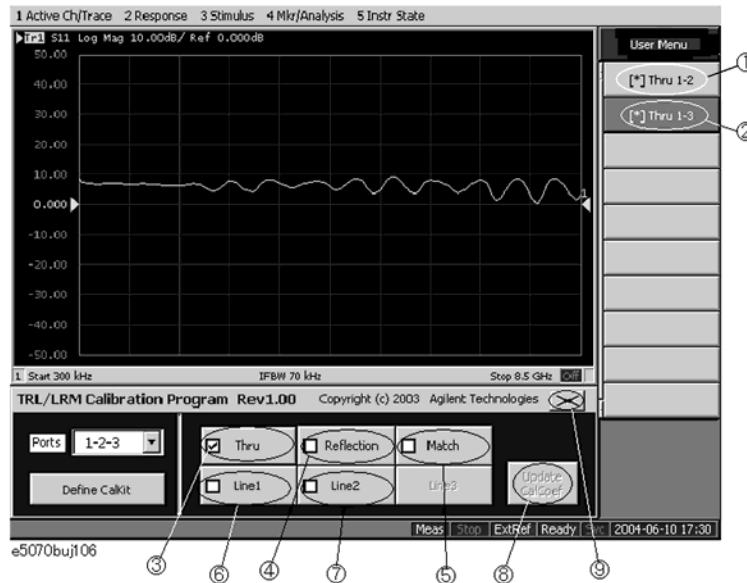 1 Active Ch/Trace 2 Response 3 Stimulus 4 Mkr/Analysis 5 Instr State
Tr1 S11 Log Mag 10.00dB/ Ref 0.000dB
50.00
40.00
30.00
20.00
10.00
0.000
-10.00
-20.00
-30.00
-40.00
-50.00
1
1 Start 300 kHz IFBW 70 kHz Stop 8.5 GHz Off
User Menu
[*] Thru 1-2
[*] Thru 1-3
①
②
TRL/LRM Calibration Program Rev1.00 Copyright (c) 2003 Agilent Technologies
Ports 1-2-3
Define CalKit
Thru Reflection Match
Line1 Line2 Line3
Update
CalCoef
Meas Stop ExtRef Ready Svc 2004-06-10 17:30
e5070buj106
③ ⑥ ④ ⑦ ⑤ ⑧ ⑨